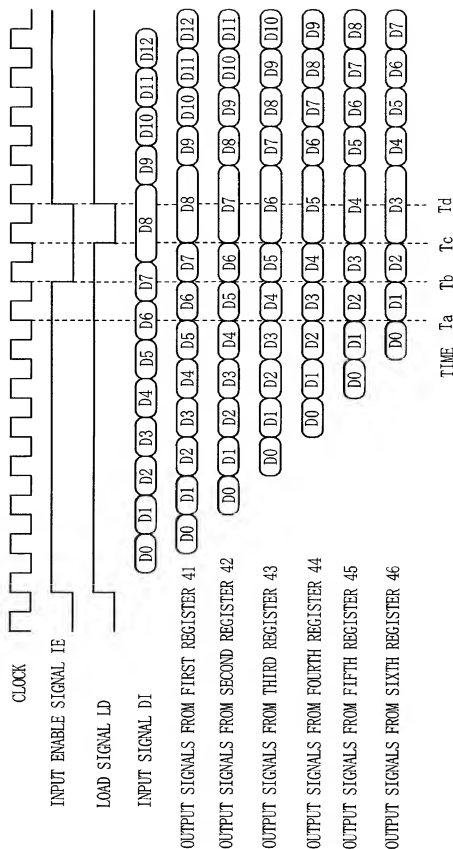 CLOCK
INPUT ENABLE SIGNAL IE
LOAD SIGNAL LD
INPUT SIGNAL DI D0 D1 D2 D3 D4 D5 D6 D7 D8 D9 D10 D11 D12
OUTPUT SIGNALS FROM FIRST REGISTER 41 D0 D1 D2 D3 D4 D5 D6 D7 D8 D9 D10 D11 D12
OUTPUT SIGNALS FROM SECOND REGISTER 42 D0 D1 D2 D3 D4 D5 D6 D7 D8 D9 D10 D11
OUTPUT SIGNALS FROM THIRD REGISTER 43 D0 D1 D2 D3 D4 D5 D6 D7 D8 D9 D10
OUTPUT SIGNALS FROM FOURTH REGISTER 44 D0 D1 D2 D3 D4 D5 D6 D7 D8 D9
OUTPUT SIGNALS FROM FIFTH REGISTER 45 D0 D1 D2 D3 D4 D5 D6 D7 D8
OUTPUT SIGNALS FROM SIXTH REGISTER 46 D0 D1 D2 D3 D4 D5 D6 D7
TIME Ta Tb Tc Td